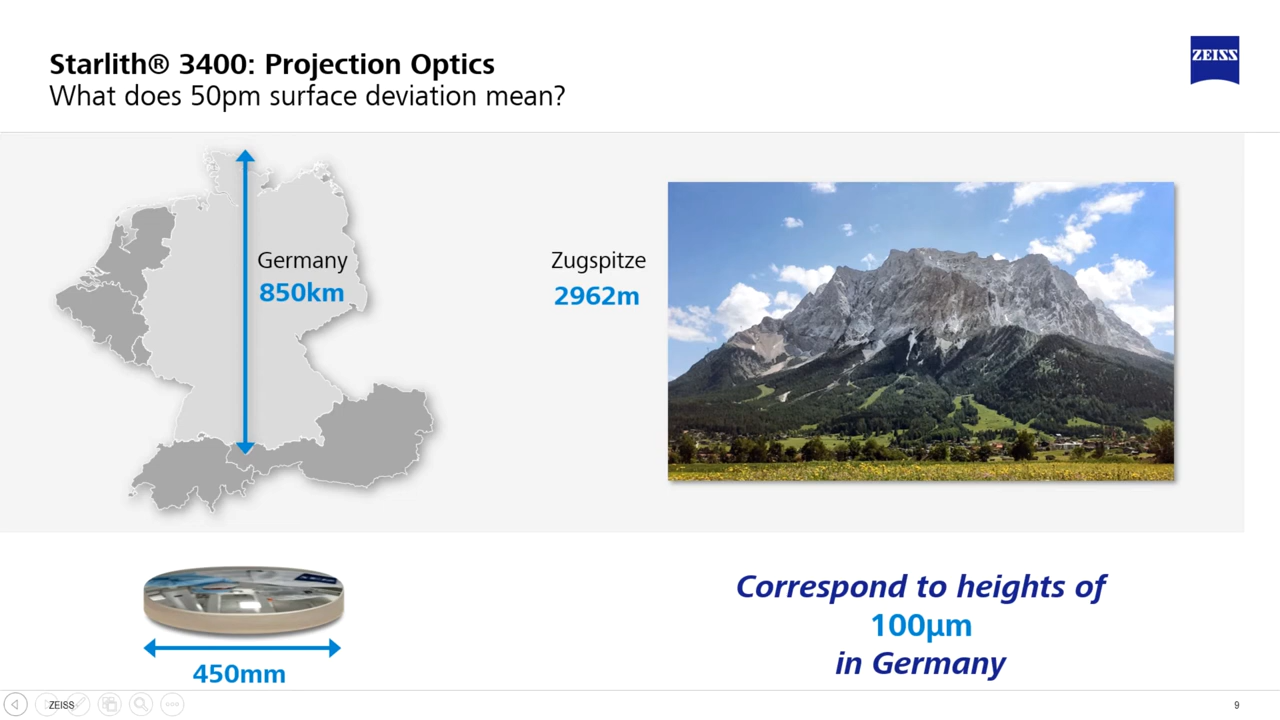 Starlith® 3400: Projection Optics
What does 50pm surface deviation mean?
ZEISS
Germany
850km
Zugspitze
2962m
450mm
Correspond to heights of
100µm
in Germany
ZEISS
9